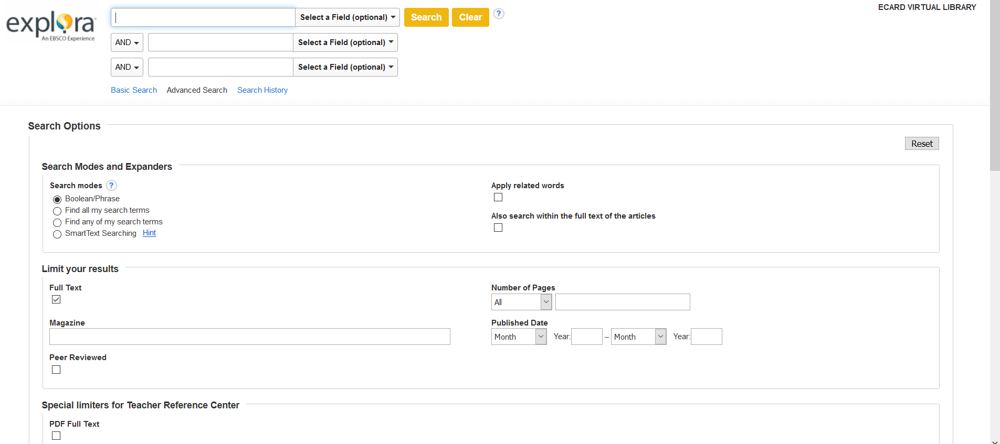 explora
An EBSCO Experience
Select a Field (optional)
Search
Clear
?
ECARD VIRTUAL LIBRARY
AND
Select a Field (optional)
AND
Select a Field (optional)
Basic Search Advanced Search Search History
Search Options
Reset
Search Modes and Expanders
Search modes ?
Boolean/Phrase
Find all my search terms
Find any of my search terms
SmartText Searching Hint
Apply related words
Also search within the full text of the articles
Limit your results
Full Text
Number of Pages
All
Magazine
Published Date
Month Year: – Month Year:
Peer Reviewed
Special limiters for Teacher Reference Center
PDF Full Text